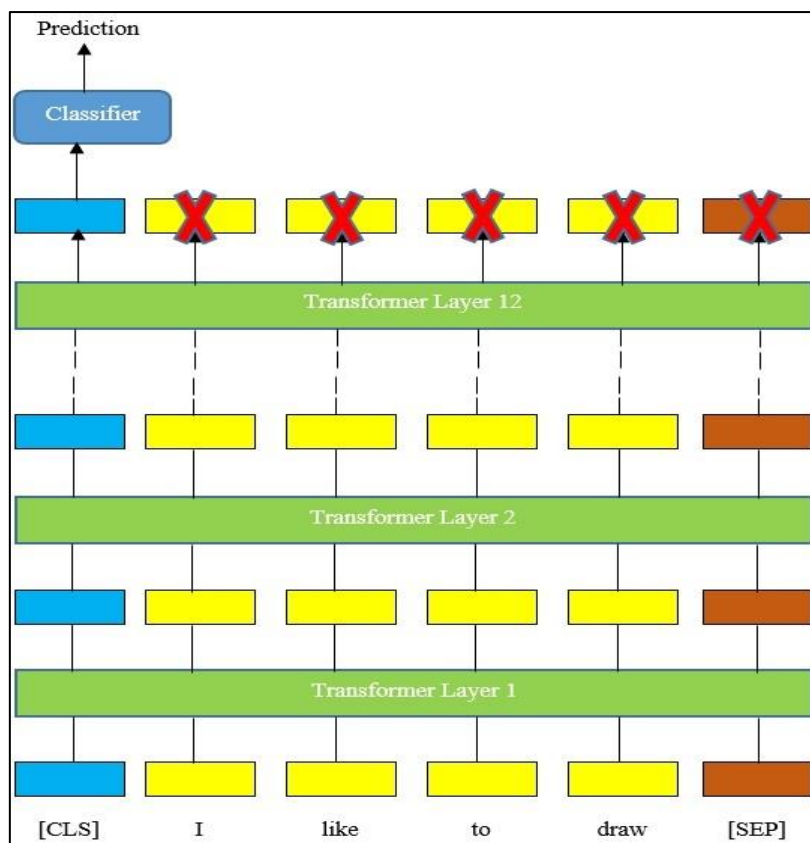 Prediction
Classifier
Transformer Layer 12
Transformer Layer 2
Transformer Layer 1
[CLS] I like to draw [SEP]